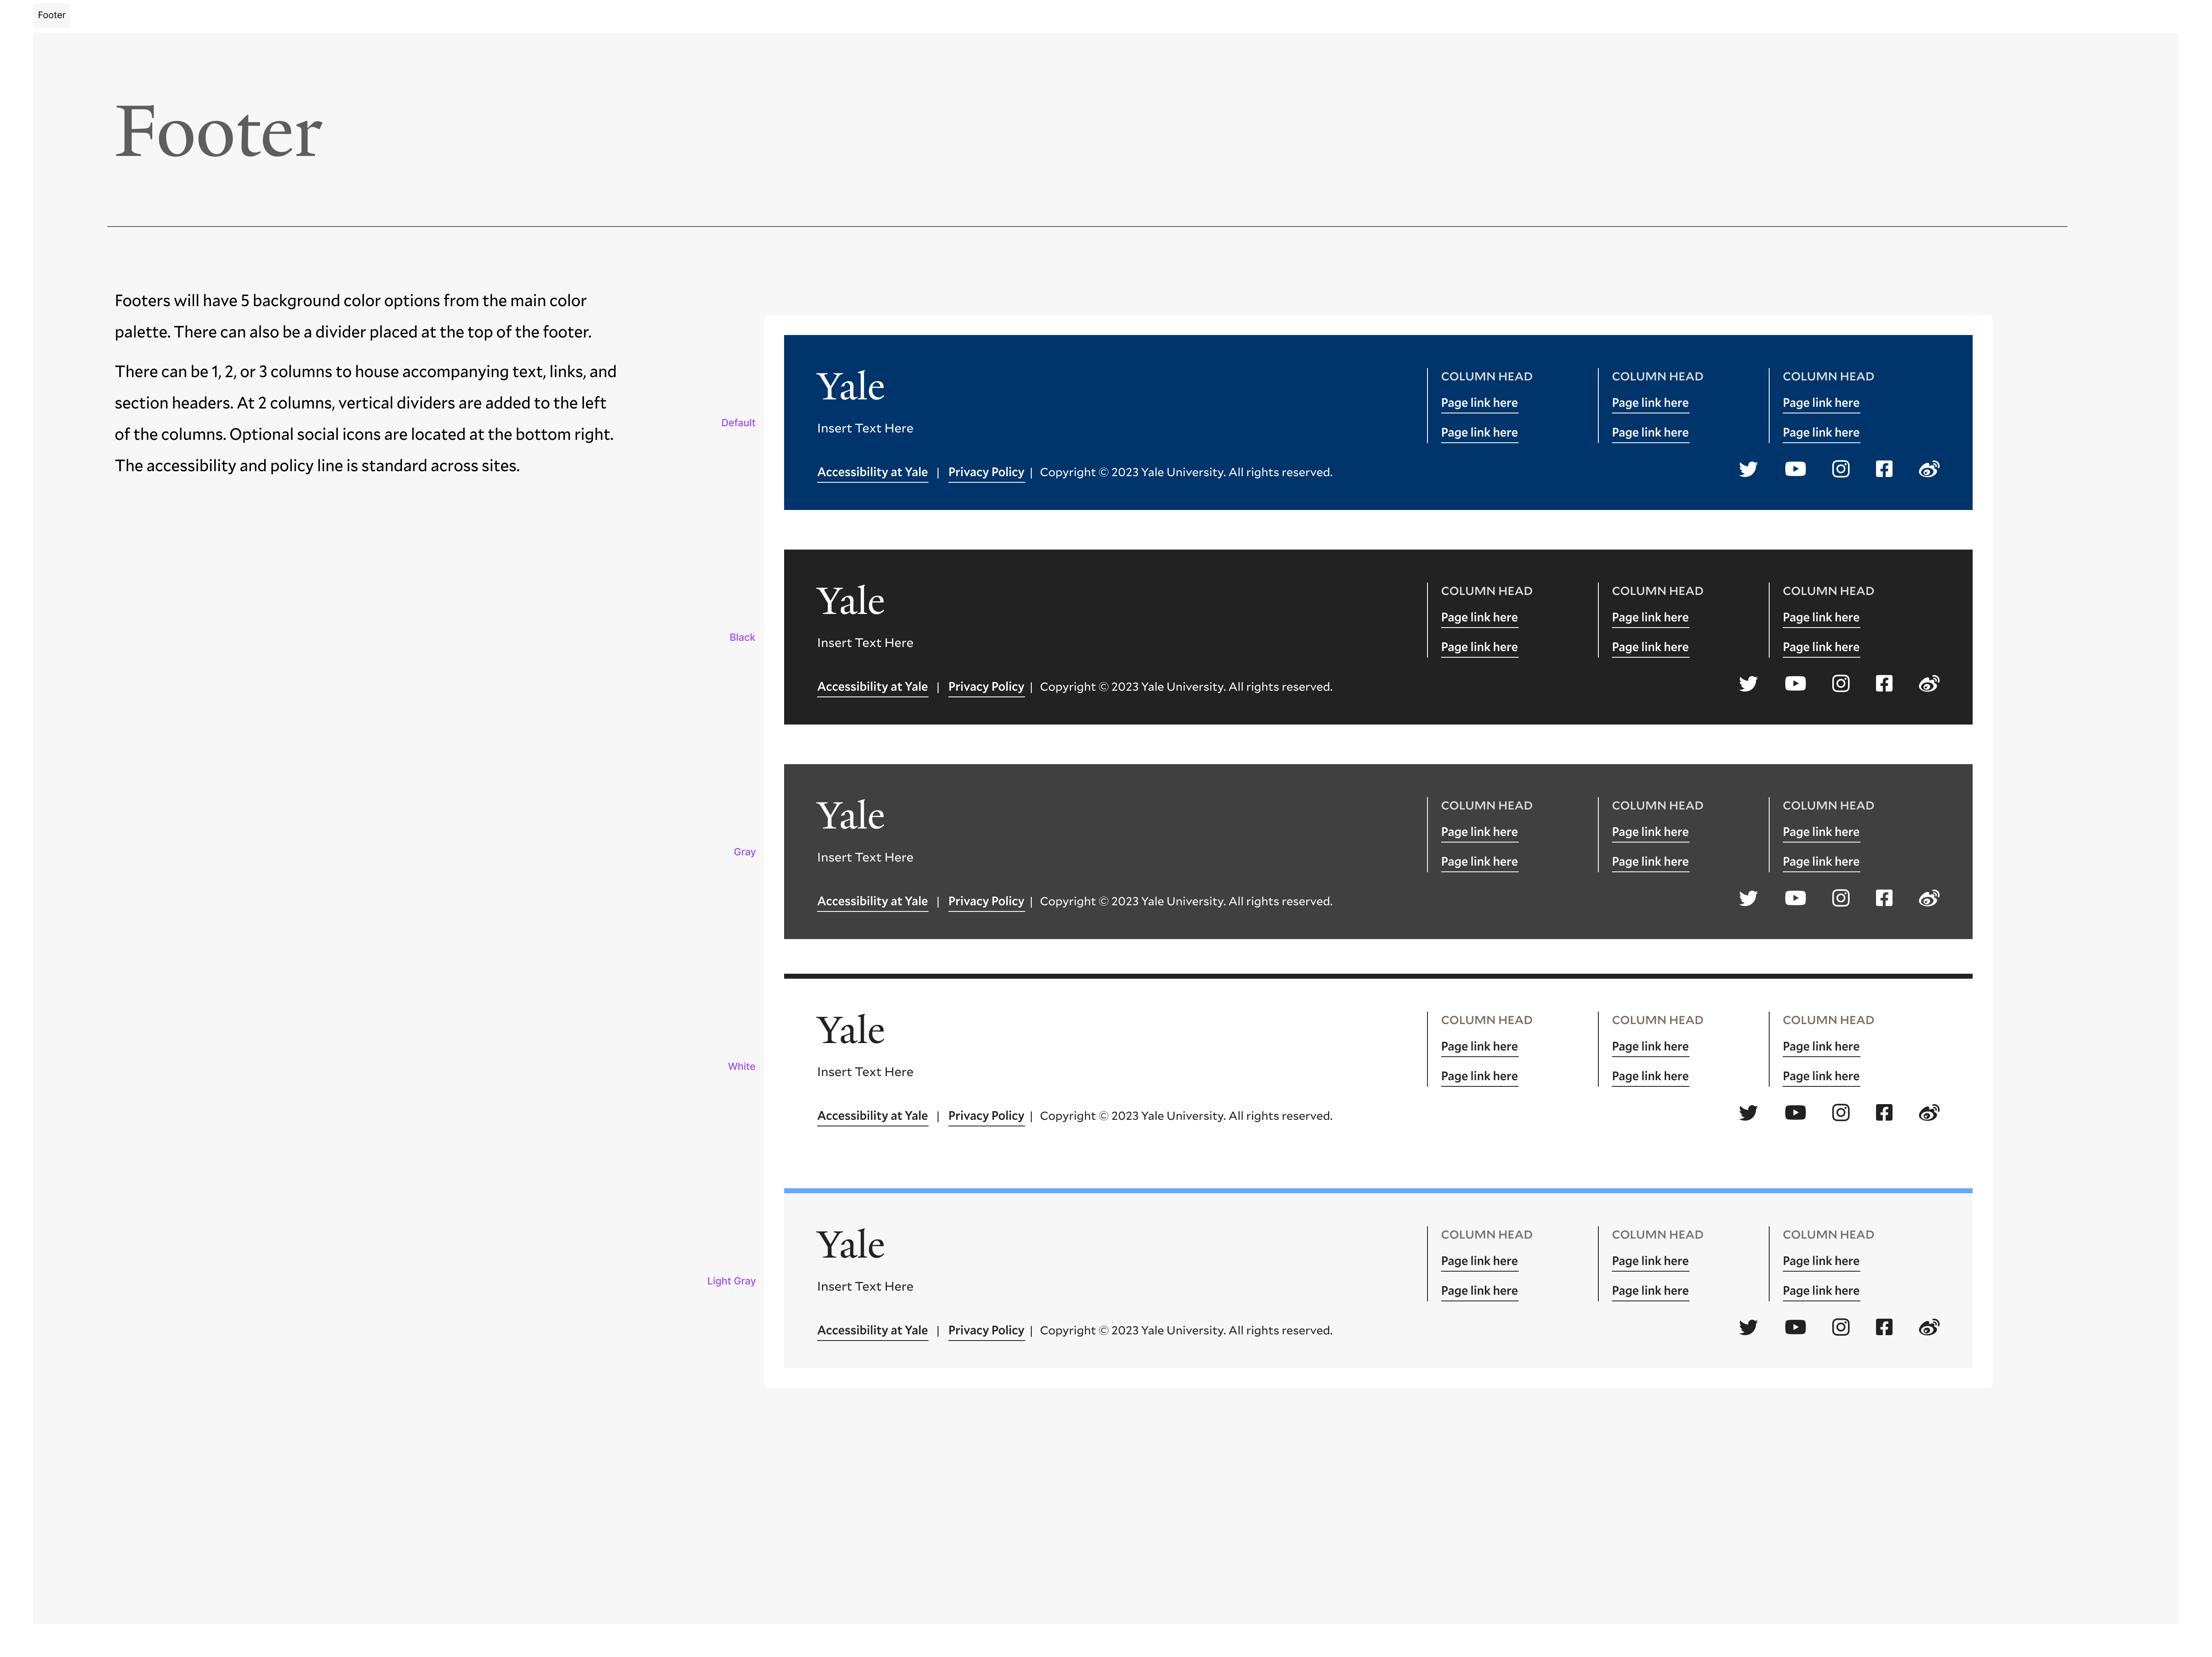 Footer
Footer
Footers will have 5 background color options from the main color
palette. There can also be a divider placed at the top of the footer.
There can be 1, 2, or 3 columns to house accompanying text, links, and
section headers. At 2 columns, vertical dividers are added to the left
of the columns. Optional social icons are located at the bottom right.
The accessibility and policy line is standard across sites.
Default
Yale
Insert Text Here
COLUMN HEAD COLUMN HEAD COLUMN HEAD
Page link here Page link here Page link here
Page link here Page link here Page link here
Accessibility at Yale | Privacy Policy | Copyright © 2023 Yale University. All rights reserved.
Black
Yale
Insert Text Here
COLUMN HEAD COLUMN HEAD COLUMN HEAD
Page link here Page link here Page link here
Page link here Page link here Page link here
Accessibility at Yale | Privacy Policy | Copyright © 2023 Yale University. All rights reserved.
Gray
Yale
Insert Text Here
COLUMN HEAD COLUMN HEAD COLUMN HEAD
Page link here Page link here Page link here
Page link here Page link here Page link here
Accessibility at Yale | Privacy Policy | Copyright © 2023 Yale University. All rights reserved.
White
Yale
Insert Text Here
COLUMN HEAD COLUMN HEAD COLUMN HEAD
Page link here Page link here Page link here
Page link here Page link here Page link here
Accessibility at Yale | Privacy Policy | Copyright © 2023 Yale University. All rights reserved.
Light Gray
Yale
Insert Text Here
COLUMN HEAD COLUMN HEAD COLUMN HEAD
Page link here Page link here Page link here
Page link here Page link here Page link here
Accessibility at Yale | Privacy Policy | Copyright © 2023 Yale University. All rights reserved.